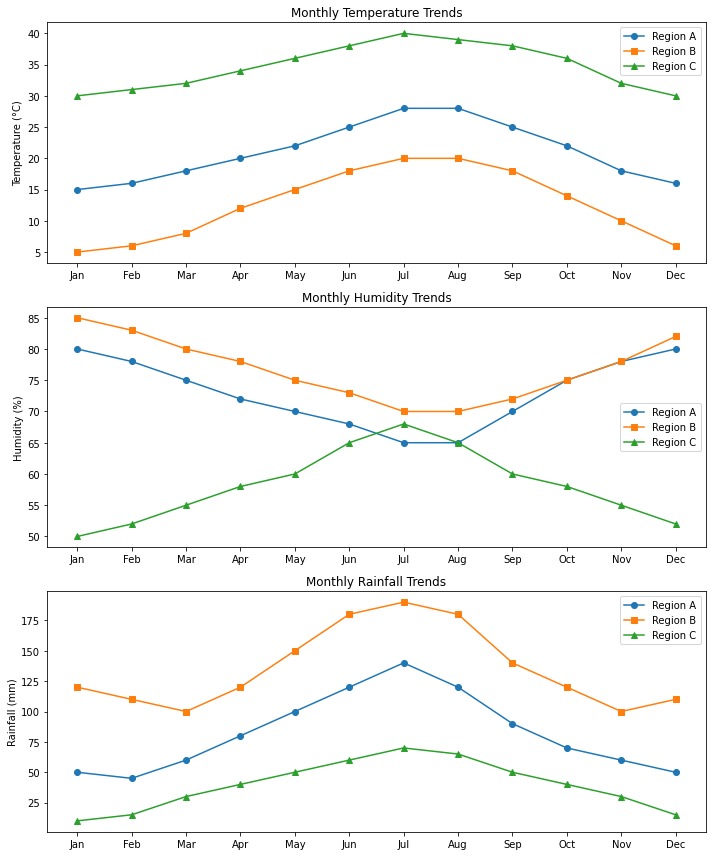 Monthly Temperature Trends
Temperature (°C)
40
35
30
25
20
15
10
5
Region A
Region B
Region C
Jan Feb Mar Apr May Jun Jul Aug Sep Oct Nov Dec
Monthly Humidity Trends
Humidity (%)
85
80
75
70
65
60
55
50
Region A
Region B
Region C
Jan Feb Mar Apr May Jun Jul Aug Sep Oct Nov Dec
Monthly Rainfall Trends
Rainfall (mm)
175
150
125
100
75
50
25
Region A
Region B
Region C
Jan Feb Mar Apr May Jun Jul Aug Sep Oct Nov Dec